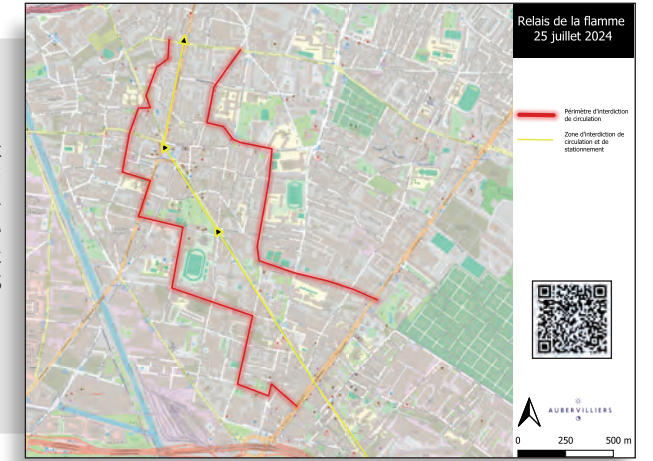 Relais de la flamme
25 juillet 2024
Périmètre d'interdiction
de circulation
Zone d'interdiction de
circulation et de
stationnement
AUBERVILLIERS
0 250 500 m